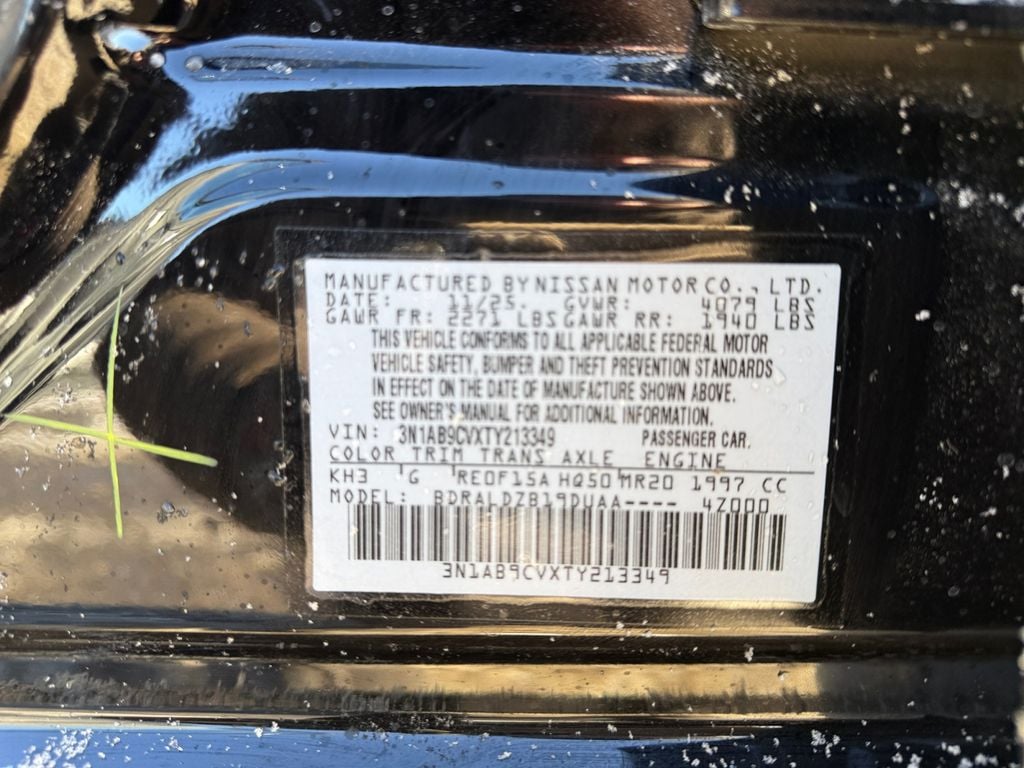 MANUFACTURED BY NISSAN MOTOR CO., LTD.
DATE: 11/25. GVWR: 4079 LBS
GAWR FR: 2271 LBS GAWR RR: 1940 LBS
THIS VEHICLE CONFORMS TO ALL APPLICABLE FEDERAL MOTOR
VEHICLE SAFETY, BUMPER AND THEFT PREVENTION STANDARDS
IN EFFECT ON THE DATE OF MANUFACTURE SHOWN ABOVE.
SEE OWNER'S MANUAL FOR ADDITIONAL INFORMATION.
VIN: 3N1AB9CVXTY213349 PASSENGER CAR.
COLOR TRIM TRANS AXLE ENGINE
KH3 G RE0F15A HQ50 MR20 1997 CC
MODEL: BDRALDZB19DUAA---- 4Z000
3N1AB9CVXTY213349